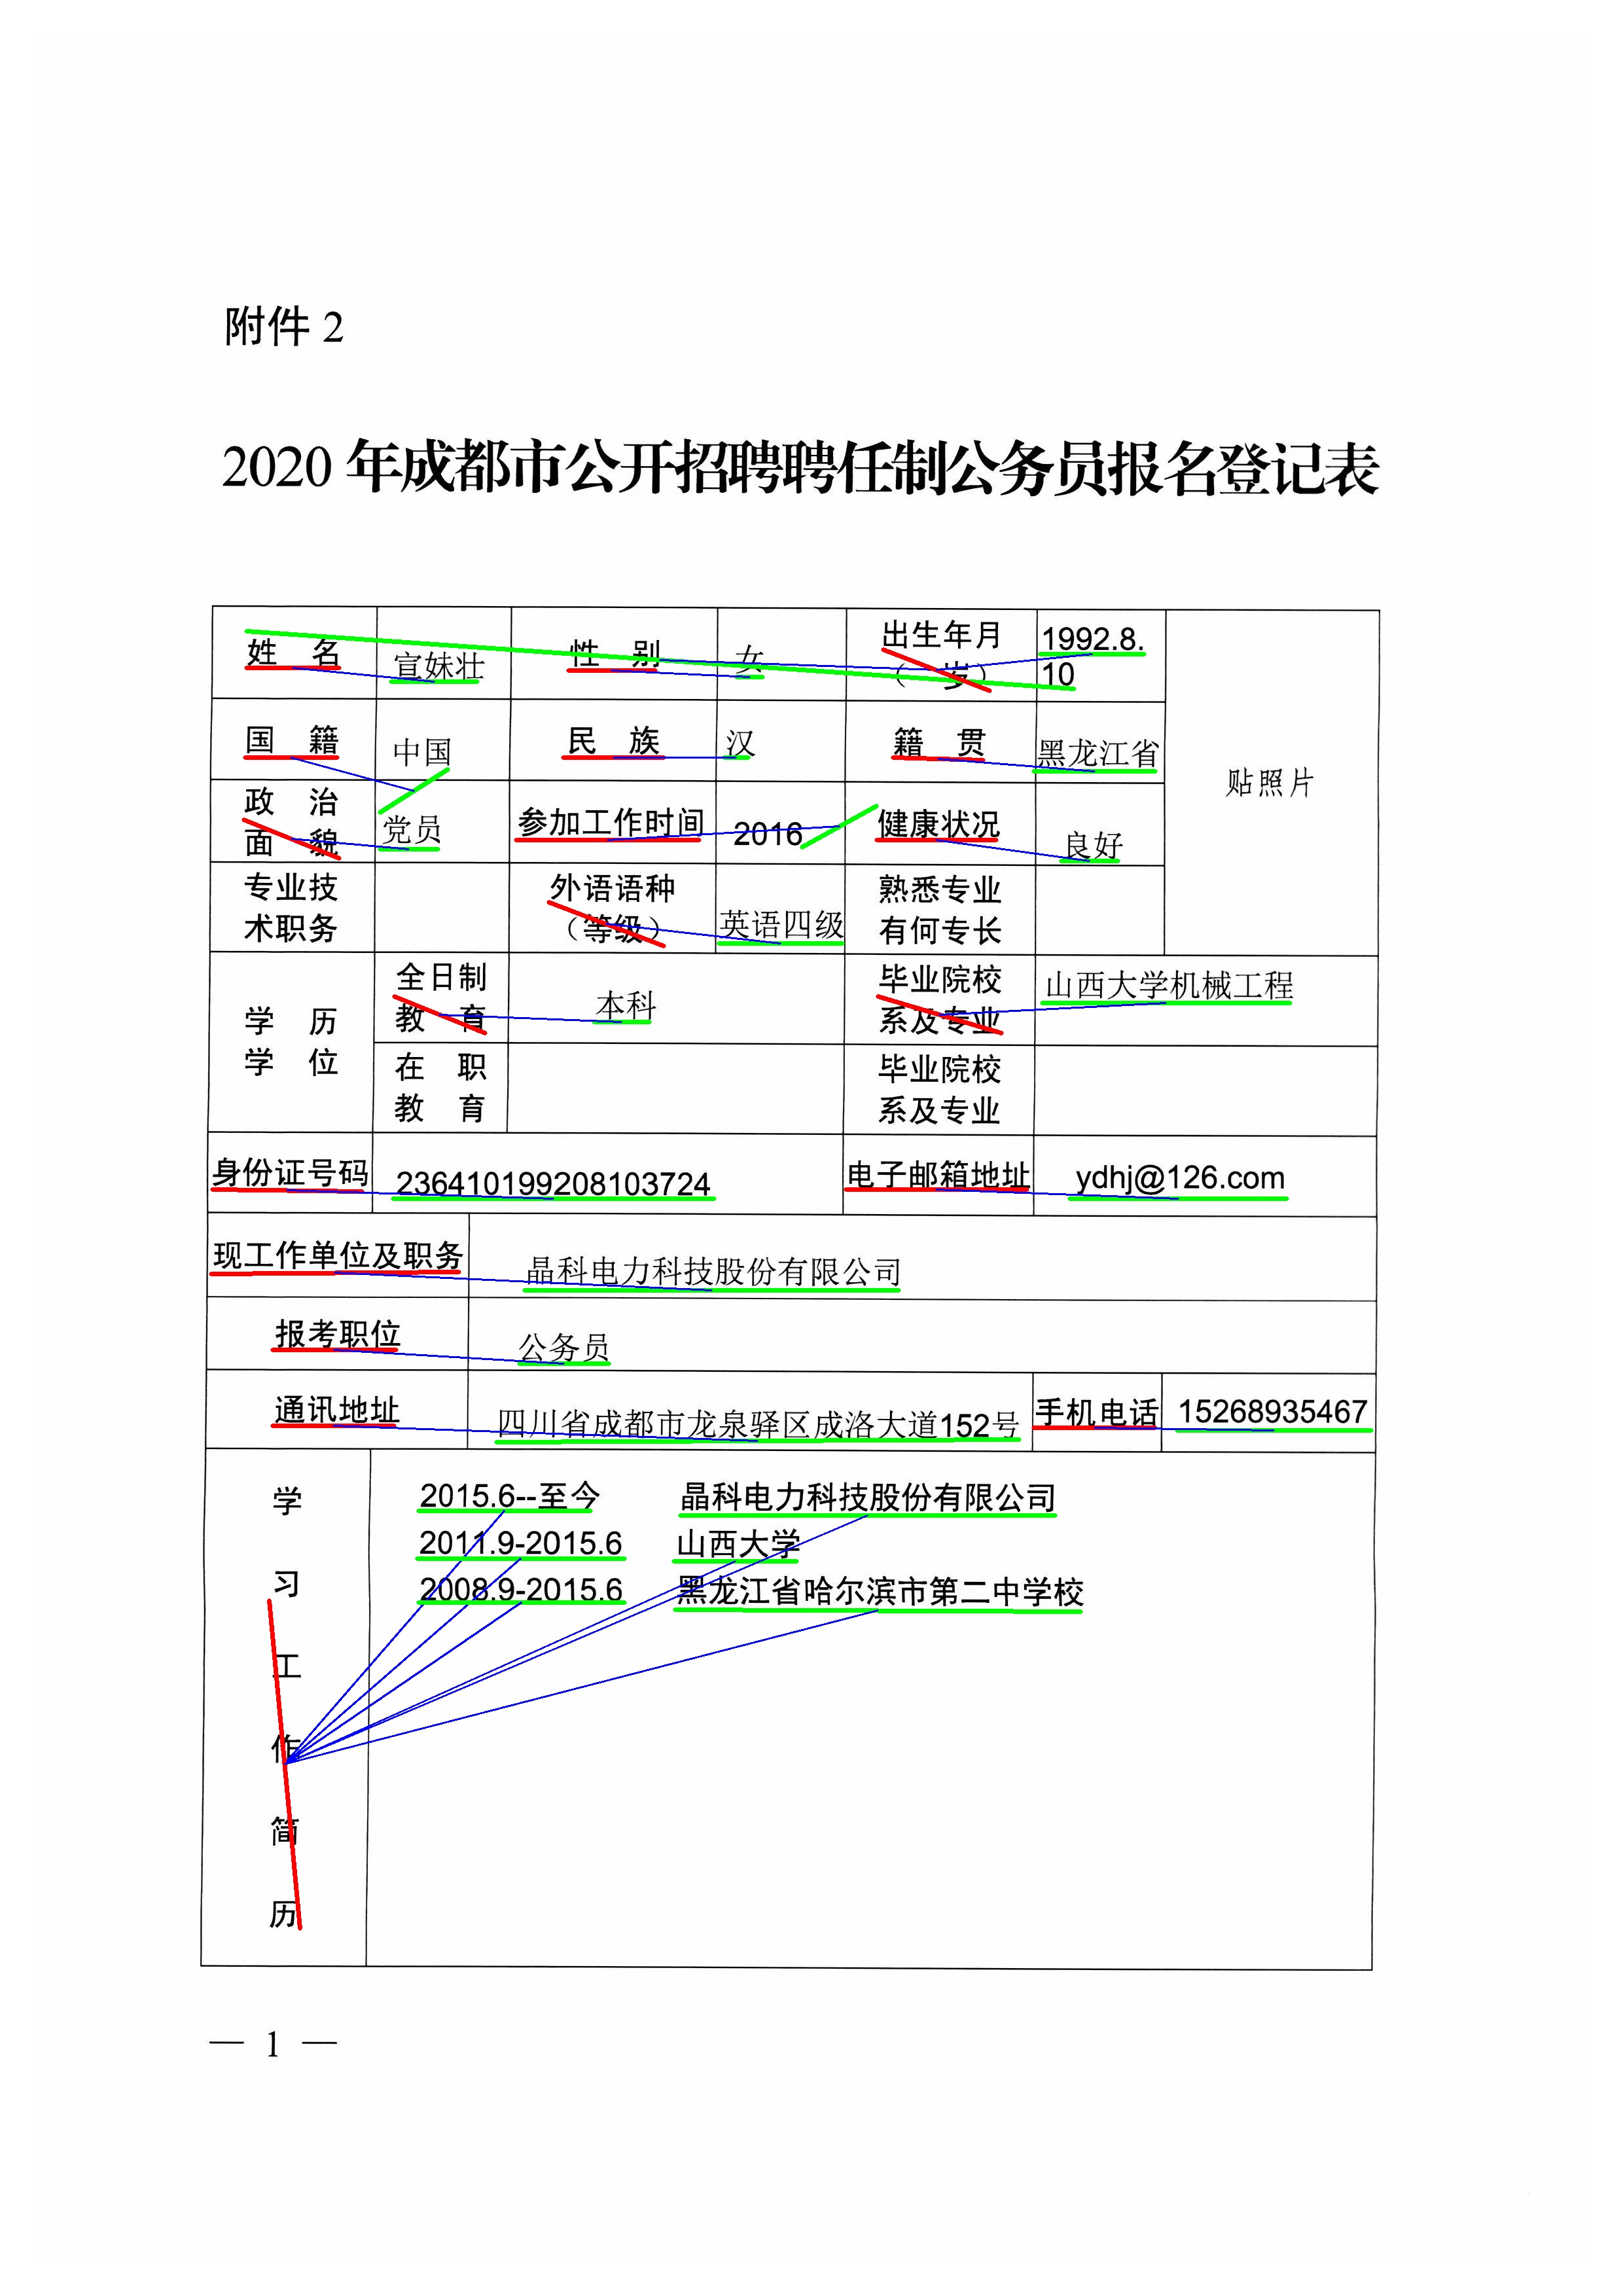 附件 2
2020 年成都市公开招聘聘任制公务员报名登记表
姓 名 宣妹壮 性 别 女 出生年月 1992.8.
（ 岁） 10
国 籍 中国 民 族 汉 籍 贯 黑龙江省 贴照片
政 治
面 貌 党员 参加工作时间 2016 健康状况 良好
专业技 外语语种 熟悉专业
术职务 （等级） 英语四级 有何专长
学 历
学 位
全日制 本科 毕业院校 山西大学机械工程
教 育 系及专业
在 职 毕业院校
教 育 系及专业
身份证号码 236410199208103724 电子邮箱地址 ydhj@126.com
现工作单位及职务 晶科电力科技股份有限公司
报考职位 公务员
通讯地址 四川省成都市龙泉驿区成洛大道152号 手机电话 15268935467
学
习
工
作
简
历
2015.6--至今 晶科电力科技股份有限公司
2011.9-2015.6 山西大学
2008.9-2015.6 黑龙江省哈尔滨市第二中学校
— 1 —